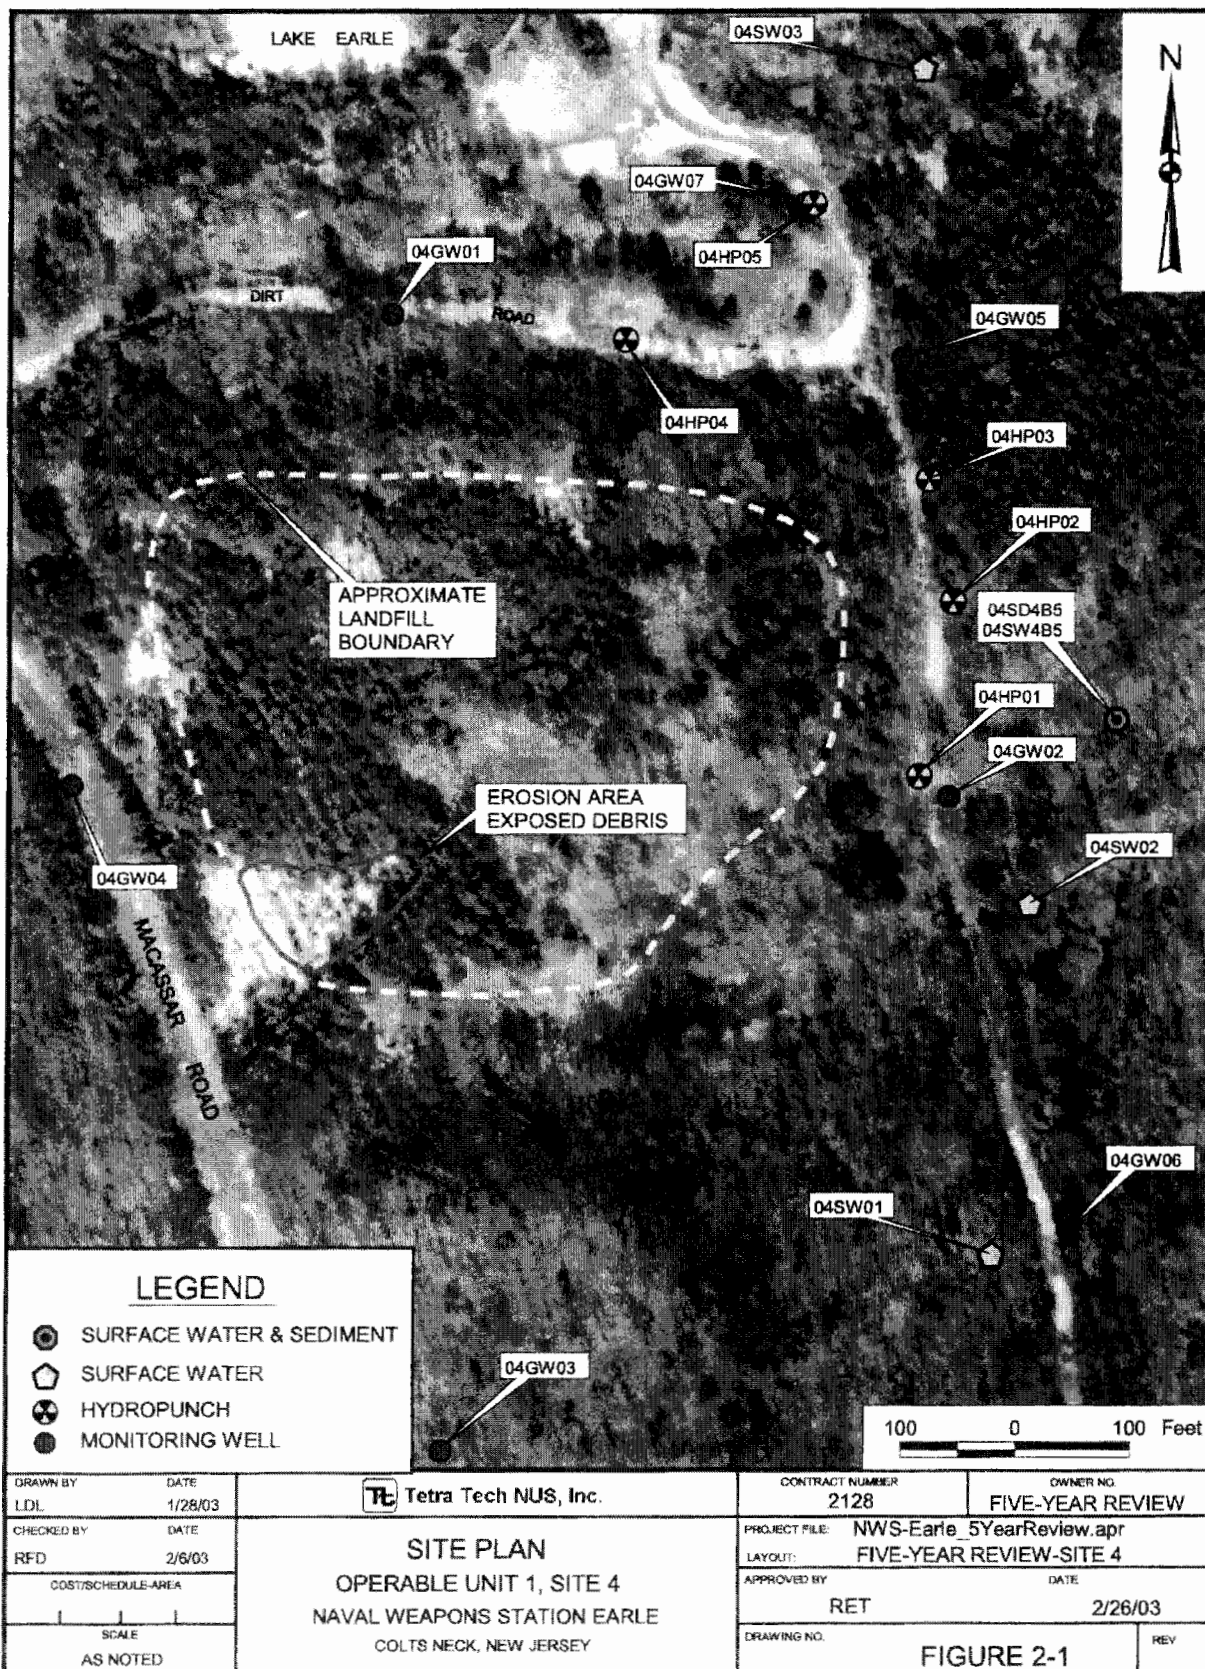 LAKE EARLE
04SW03
N
04GW07
04HP05
04GW01
DIRT
ROAD
04GW05
04HP04
04HP03
04HP02
04SD4B5
04SW4B5
APPROXIMATE
LANDFILL
BOUNDARY
04HP01
04GW02
EROSION AREA
EXPOSED DEBRIS
04SW02
04GW04
MACASSAR
ROAD
04GW06
04SW01
04GW03
LEGEND
SURFACE WATER & SEDIMENT
SURFACE WATER
HYDROPUNCH
MONITORING WELL
100 0 100 Feet
DRAWN BY DATE
LDL 1/28/03
CHECKED BY DATE
RFD 2/6/03
COST/SCHEDULE-AREA
SCALE
AS NOTED
Tt Tetra Tech NUS, Inc.
SITE PLAN
OPERABLE UNIT 1, SITE 4
NAVAL WEAPONS STATION EARLE
COLTS NECK, NEW JERSEY
CONTRACT NUMBER
2128
OWNER NO.
FIVE-YEAR REVIEW
PROJECT FILE: NWS-Earle_5YearReview.apr
LAYOUT: FIVE-YEAR REVIEW-SITE 4
APPROVED BY DATE
RET 2/26/03
DRAWING NO.
FIGURE 2-1
REV